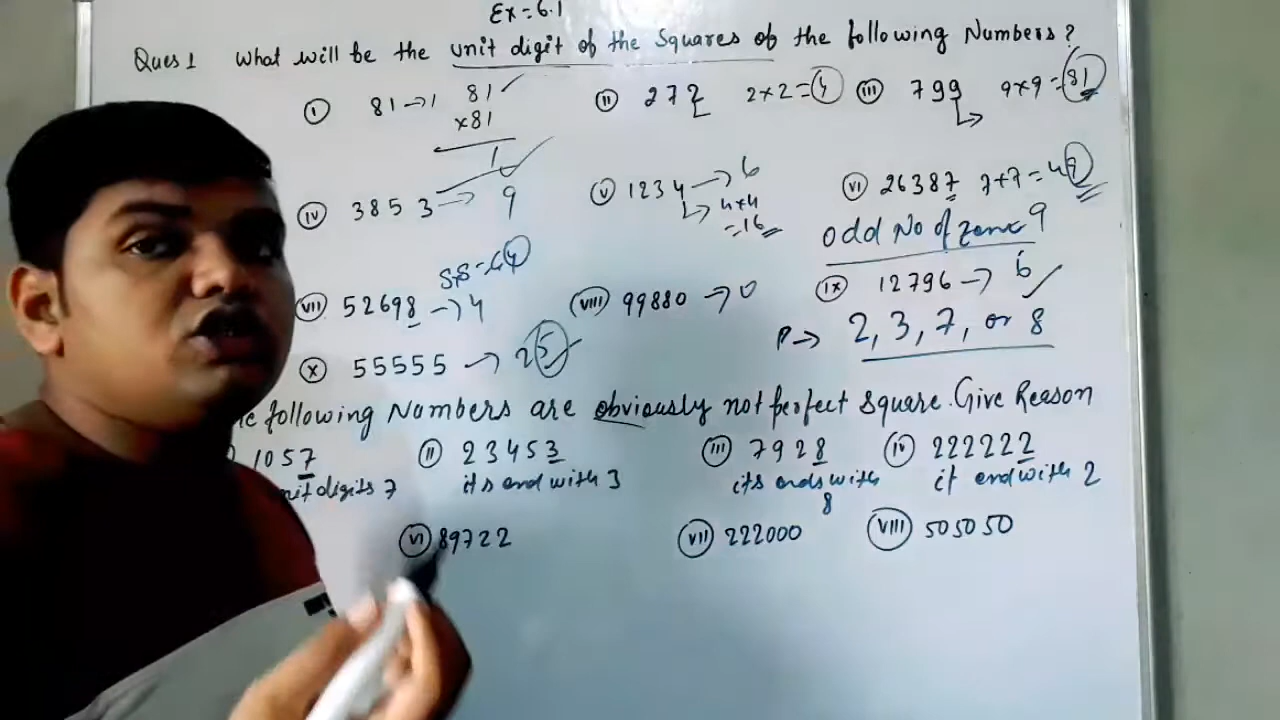 Ex = 6.1
Ques 1 What will be the unit digit of the Squares of the following Numbers?
(I) 81 → 1 81 (II) 272 2×2=4 (III) 799 9×9=81
×81
1
(IV) 3853 ⇒ 9 (V) 1234 → 6 (VI) 26387 7+7=49
↳ 4×4
=16
odd No of zero 9
(VII) 52698 → 4 (VIII) 99880 → 0 (IX) 12796 → 6
P → 2, 3, 7, or 8
(X) 55555 → 25
following Numbers are obviously not perfect square. Give Reason
1057 (II) 23453 (III) 7928 (IV) 222222
digits 7 its end with 3 its ends with 8 it end with 2
(VI) 89722 (VII) 222000 (VIII) 505050